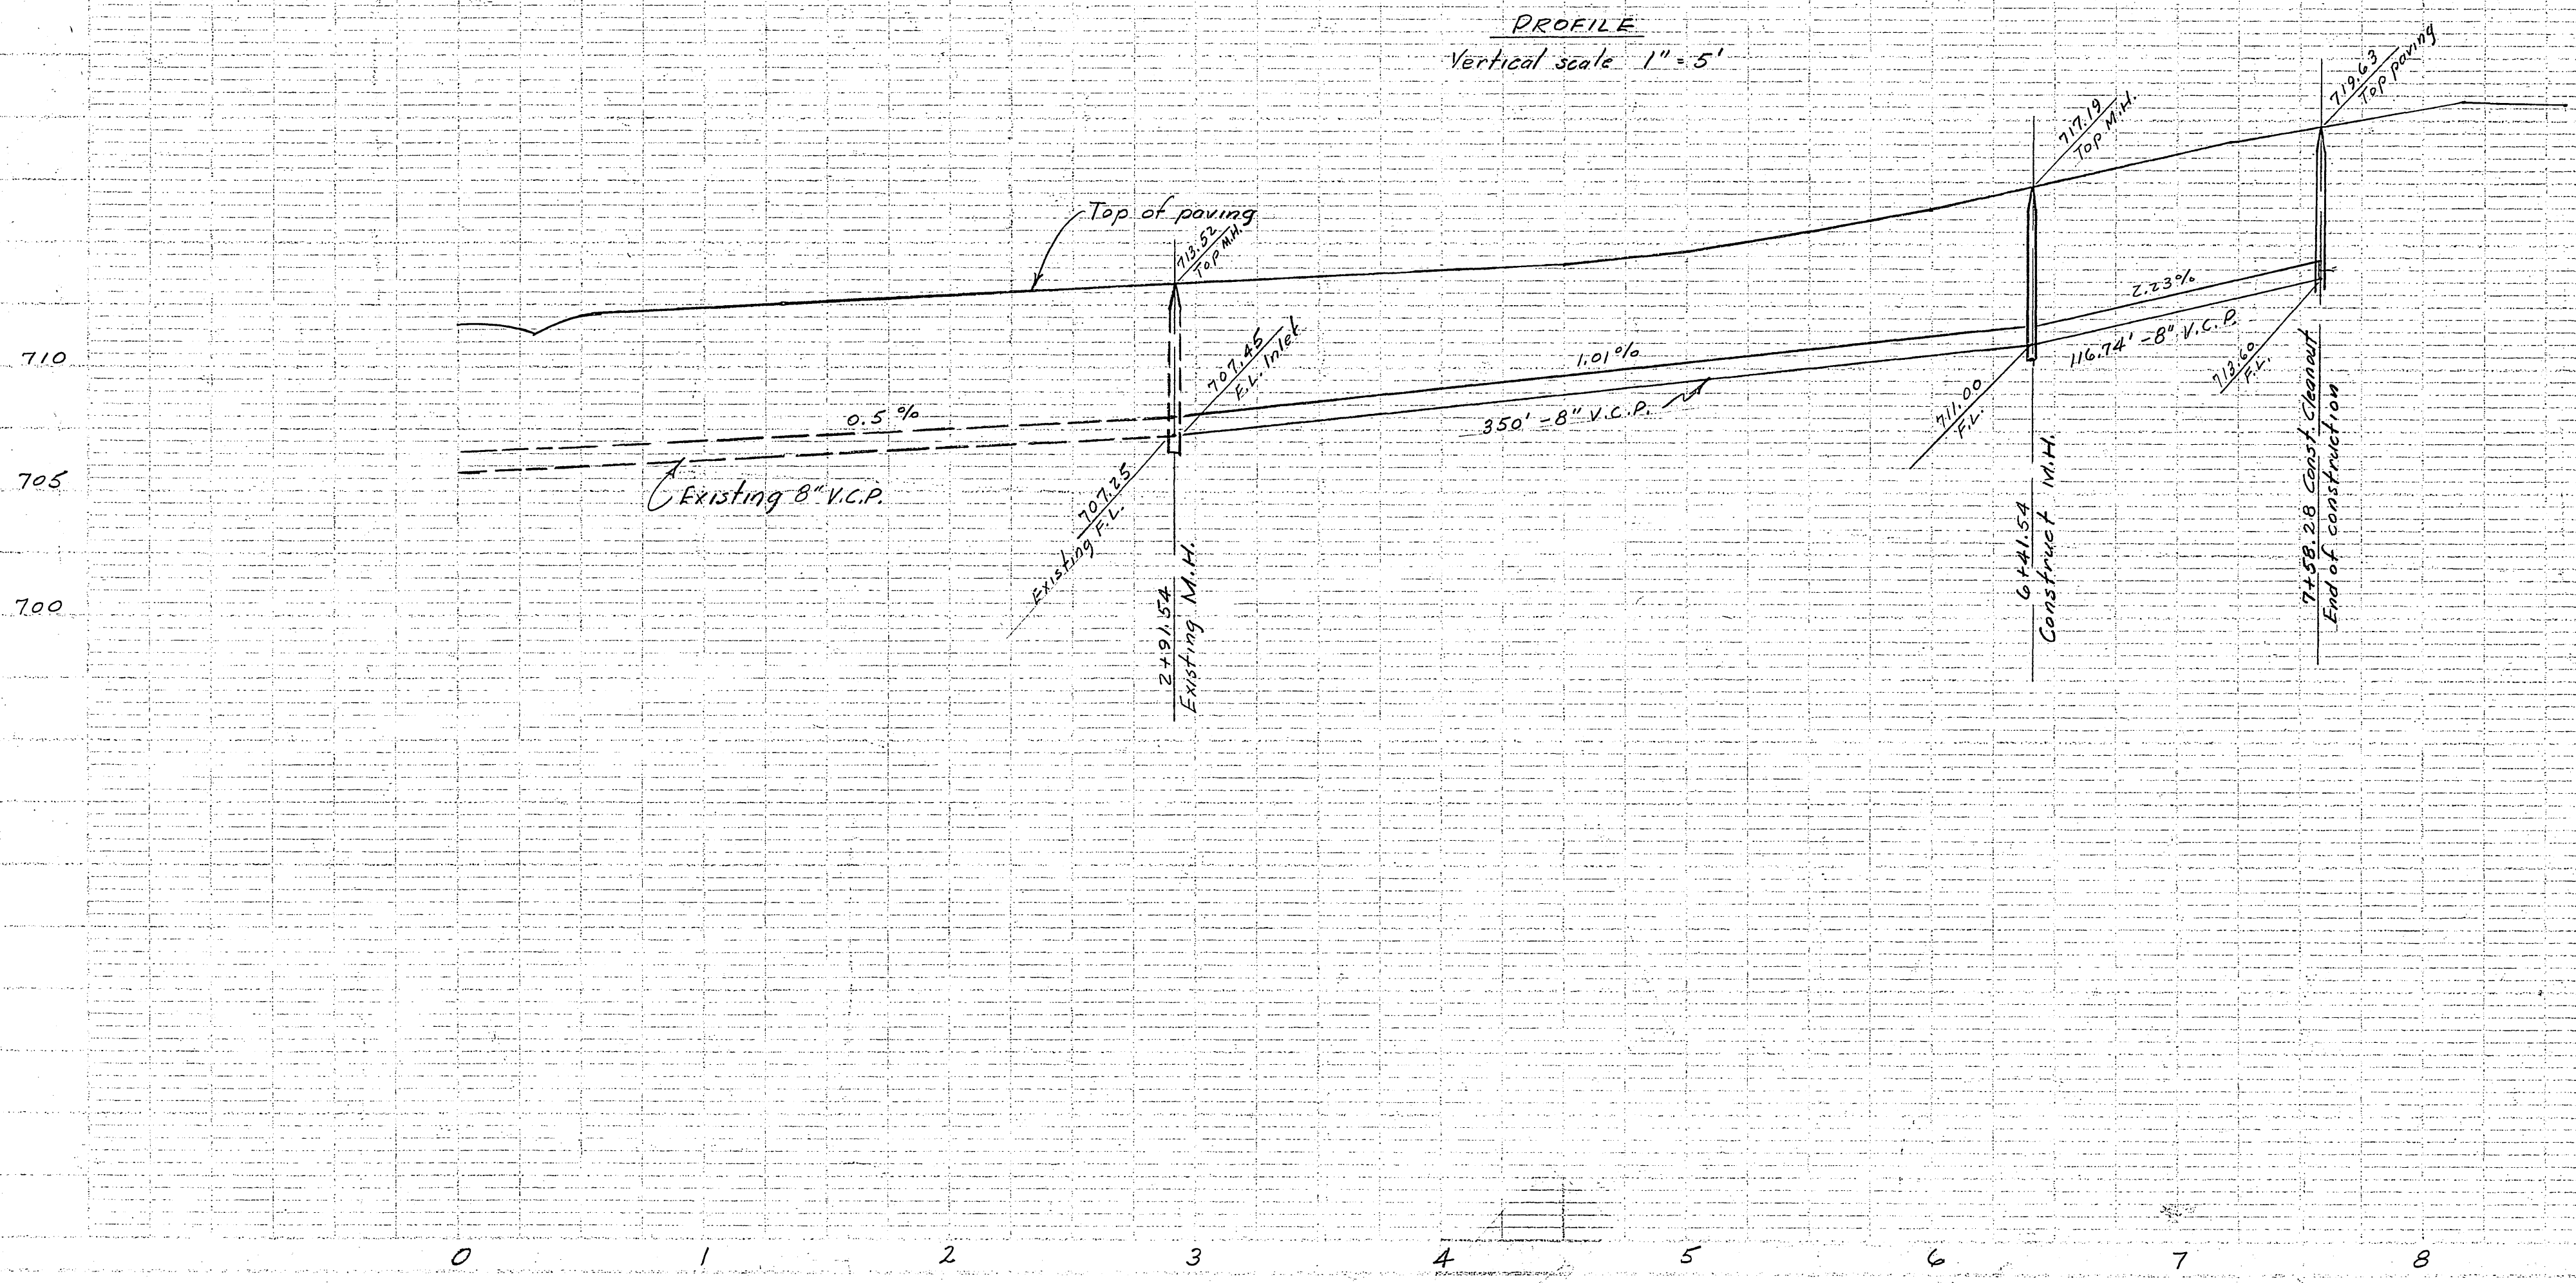 PROFILE
Vertical scale 1" = 5'
719.63
Top paving
717.19
Top M.H.
Top of paving
713.52
Top M.H.
707.45
F.L. Inlet
2.23%
116.74' - 8" V.C.P.
1.01%
350' - 8" V.C.P.
0.5 %
Existing 8" V.C.P.
713.60
F.L.
711.00
F.L.
707.25
Existing F.L.
2+91.54
Existing M.H.
6+41.54
Construct M.H.
7+58.28 Const. Cleanout
End of construction
710
705
700
0 1 2 3 4 5 6 7 8